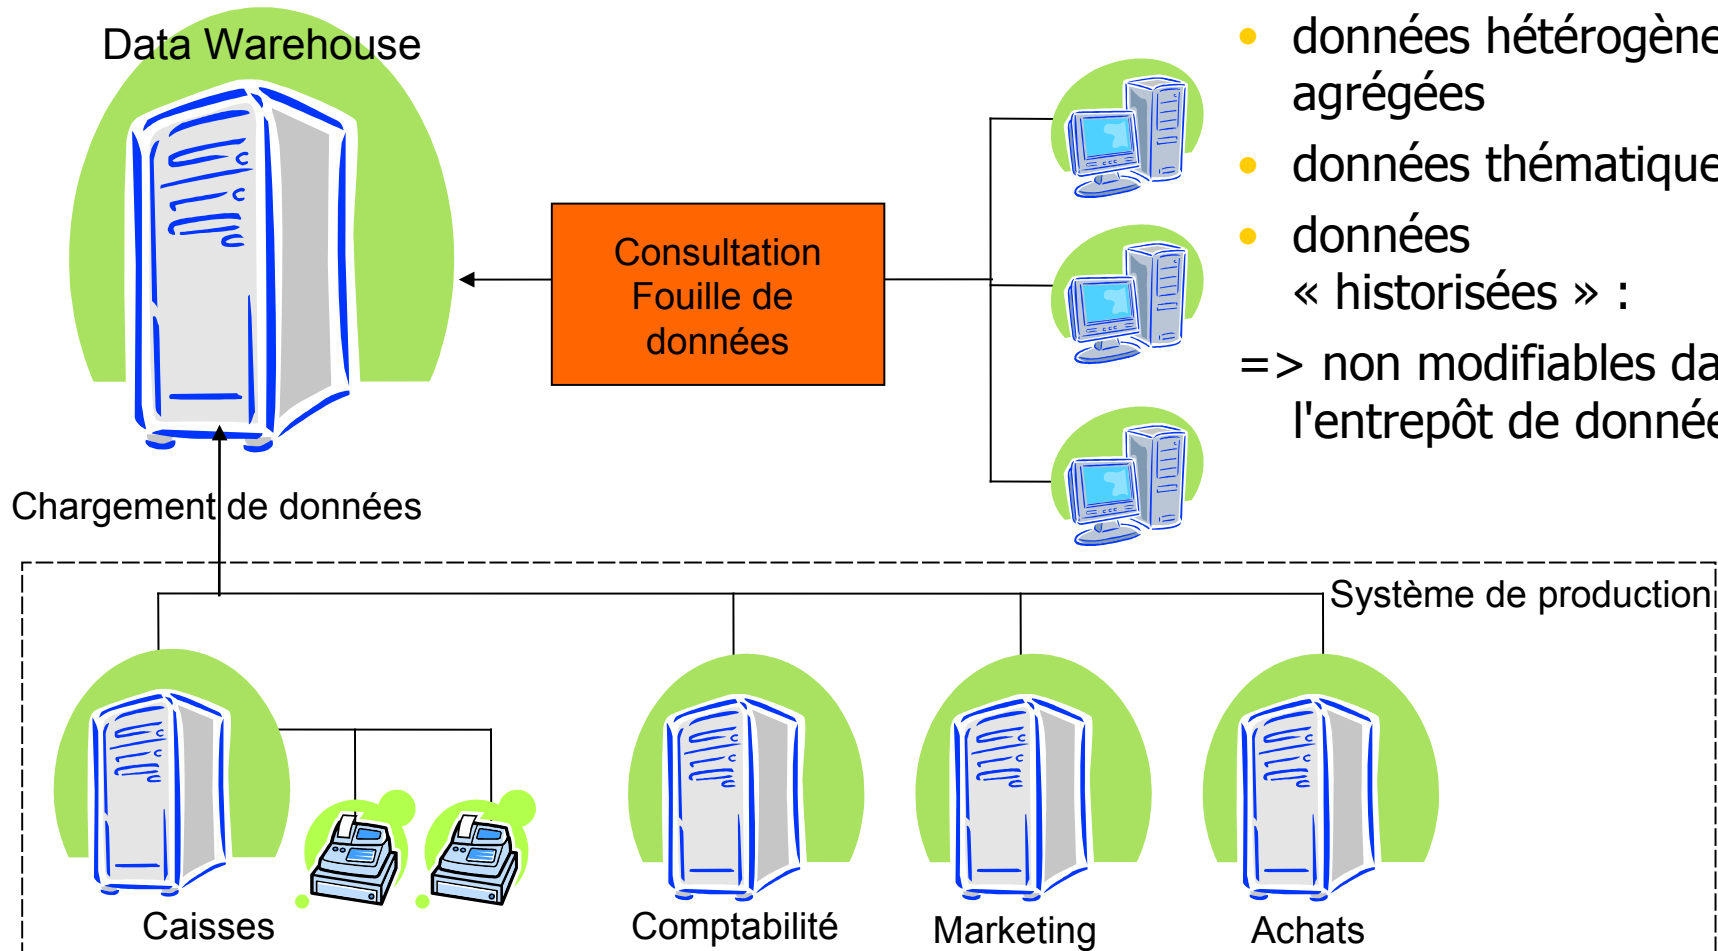 Data Warehouse
• données hétérogène
agrégées
• données thématique
• données
« historisées » :
=> non modifiables da
l'entrepôt de donnée
Consultation
Fouille de
données
Chargement de données
Système de production
Caisses
Comptabilité
Marketing
Achats